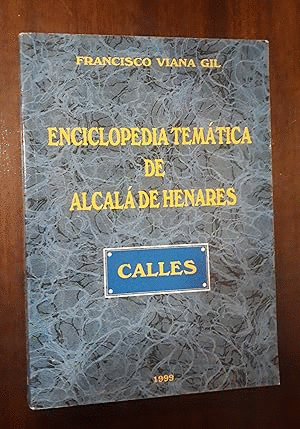 FRANCISCO VIANA GIL
ENCICLOPEDIA TEMÁTICA
DE
ALCALÁ DE HENARES
CALLES
1999